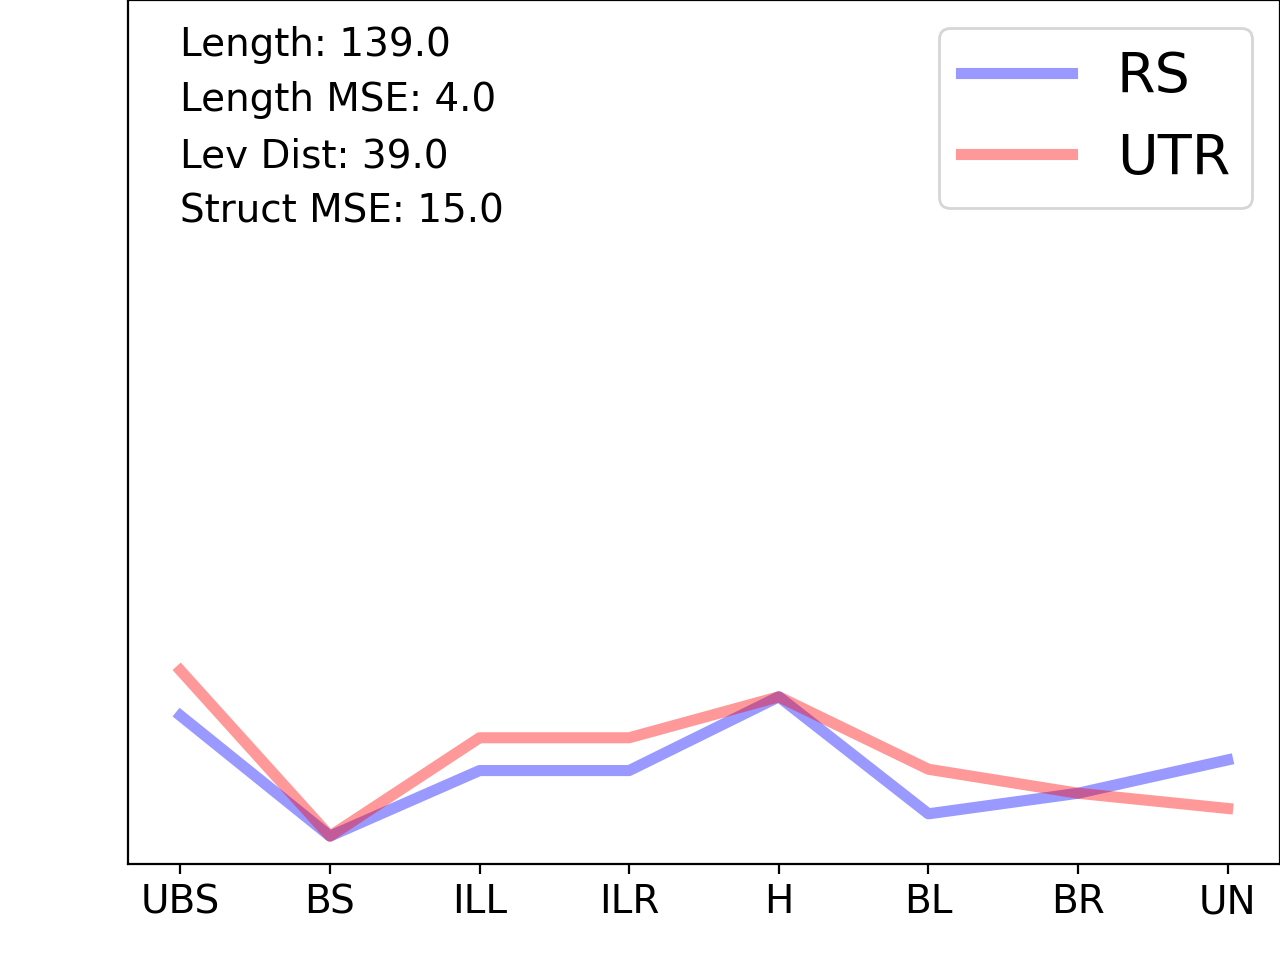 Length: 139.0
Length MSE: 4.0
Lev Dist: 39.0
Struct MSE: 15.0
RS
UTR
UBS BS ILL ILR H BL BR UN